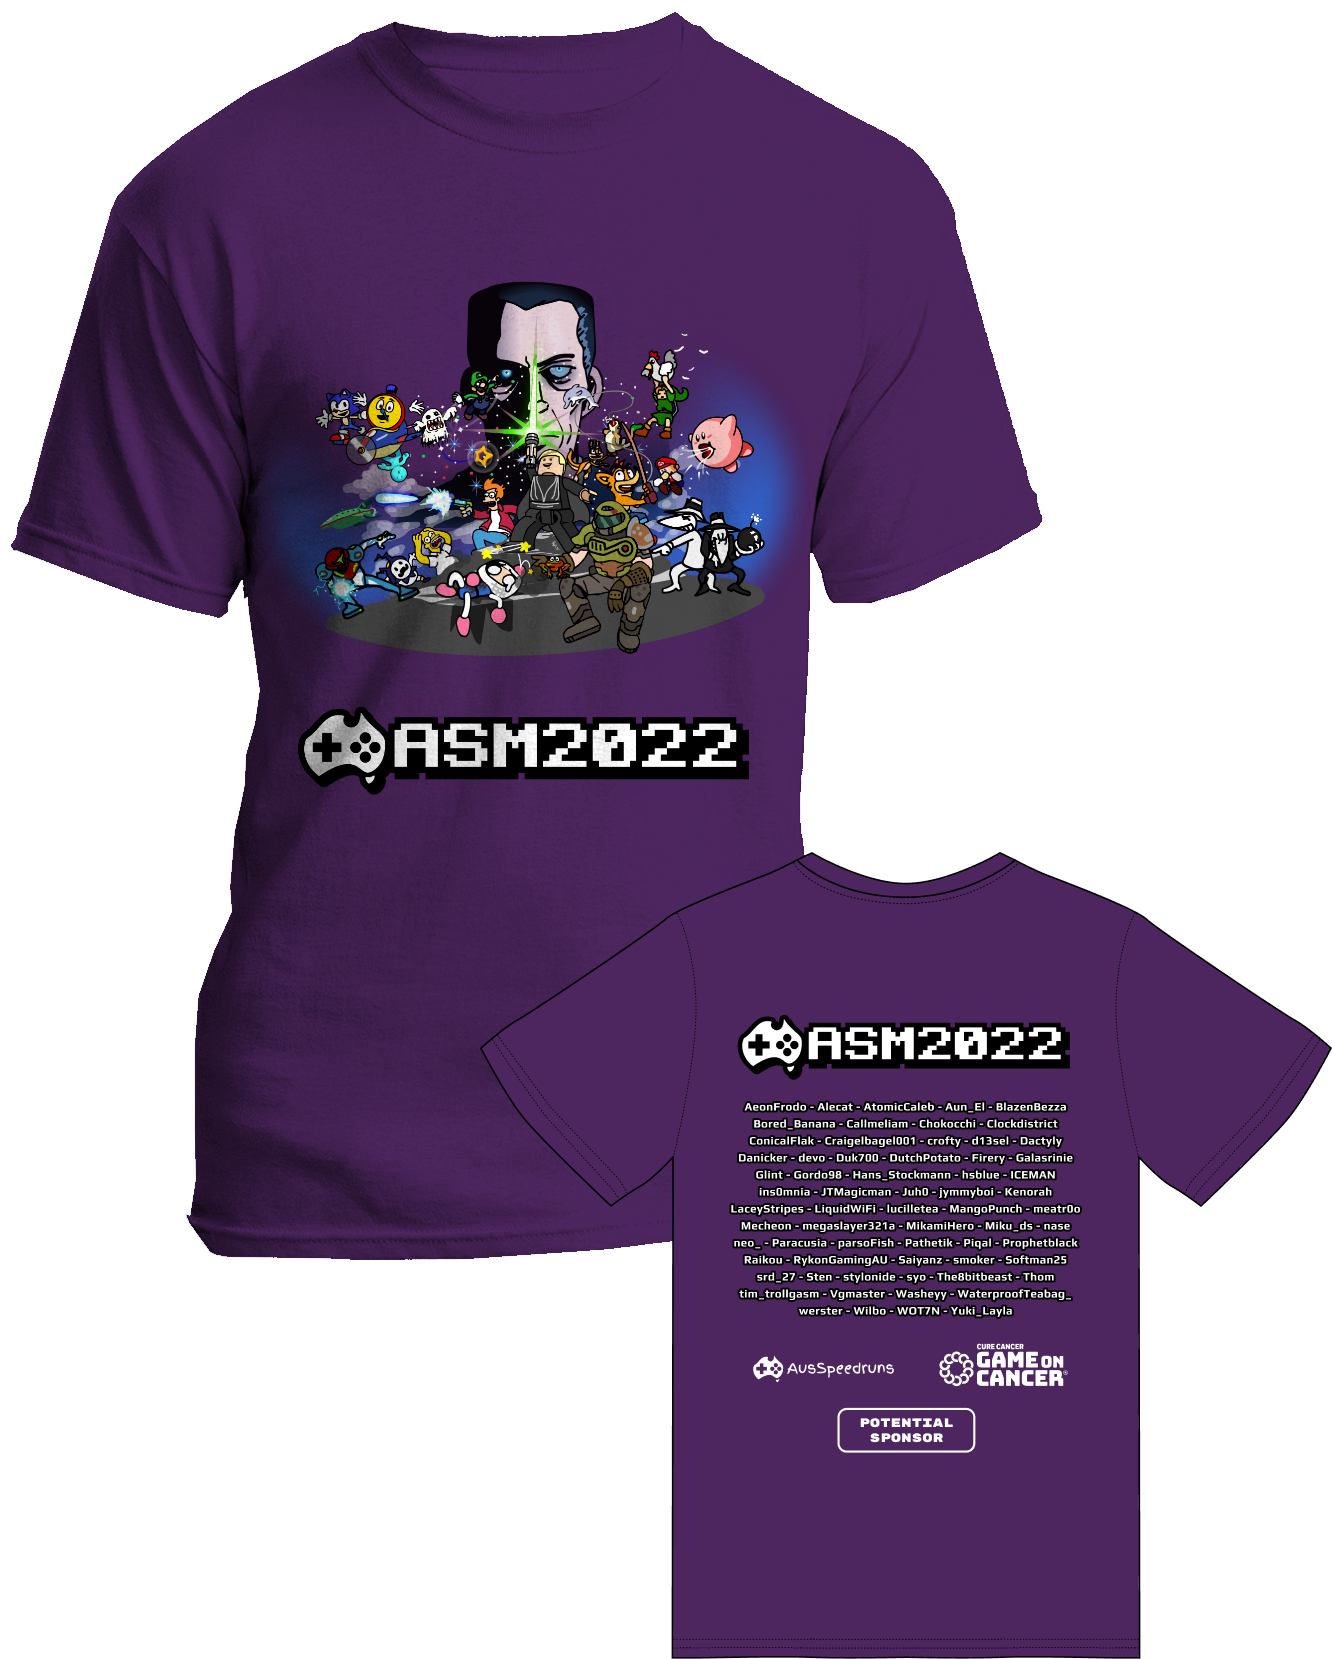 ASM2022
ASM2022
AeonFrodo - Alecat - AtomicCaleb - Aun_El - BlazenBezza
Bored_Banana - Callmeliam - Chokocchi - Clockdistrict
ConicalFlak - Craigelbagel001 - crofty - d13sel - Dactyly
Danicker - devo - Duk700 - DutchPotato - Firery - Galasrinie
Glint - Gordo98 - Hans_Stockmann - hsblue - ICEMAN
ins0mnia - JTMagicman - Juh0 - jymmyboi - Kenorah
LaceyStripes - LiquidWiFi - lucilletea - MangoPunch - meatr0o
Mecheon - megaslayer321a - MikamiHero - Miku_ds - nase
neo_ - Paracusia - parsoFish - Pathetik - Piqal - Prophetblack
Raikou - RykonGamingAU - Saiyanz - smoker - Softman25
srd_27 - Sten - stylonide - syo - The8bitbeast - Thom
tim_trollgasm - Vgmaster - Washeyy - WaterproofTeabag_
werster - Wilbo - WOT7N - Yuki_Layla
AusSpeedruns
CURE CANCER
GAME ON
CANCER®
POTENTIAL
SPONSOR